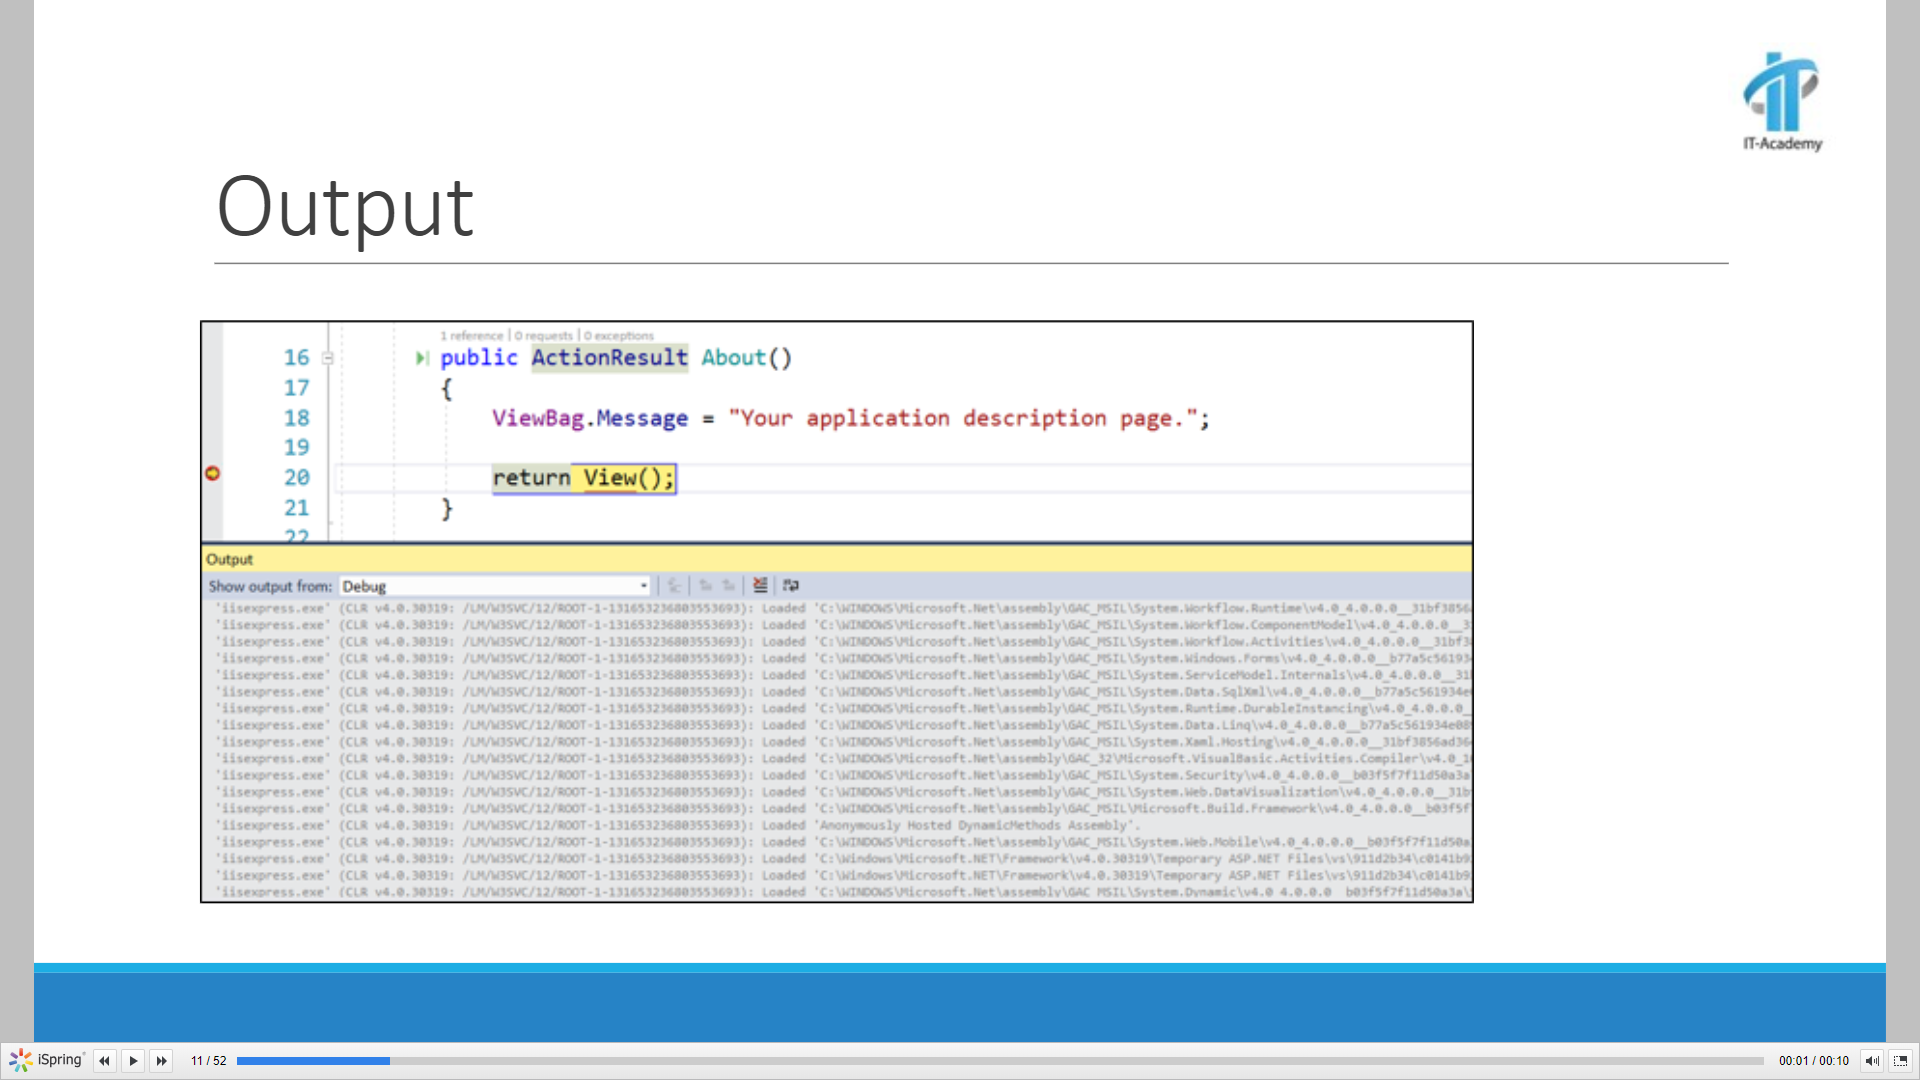 IT-Academy
Output
1 reference | 0 requests | 0 exceptions
16 public ActionResult About()
17 {
18 ViewBag.Message = "Your application description page.";
19
20 return View();
21 }
22
Output
Show output from: Debug
'iisexpress.exe' (CLR v4.0.30319: /LM/W3SVC/12/ROOT-1-131653236803553693): Loaded 'C:\WINDOWS\Microsoft.Net\assembly\GAC_MSIL\System.Workflow.Runtime\v4.0_4.0.0.0__31bf3856
'iisexpress.exe' (CLR v4.0.30319: /LM/W3SVC/12/ROOT-1-131653236803553693): Loaded 'C:\WINDOWS\Microsoft.Net\assembly\GAC_MSIL\System.Workflow.ComponentModel\v4.0_4.0.0.0__3
'iisexpress.exe' (CLR v4.0.30319: /LM/W3SVC/12/ROOT-1-131653236803553693): Loaded 'C:\WINDOWS\Microsoft.Net\assembly\GAC_MSIL\System.Workflow.Activities\v4.0_4.0.0.0__31bf3
'iisexpress.exe' (CLR v4.0.30319: /LM/W3SVC/12/ROOT-1-131653236803553693): Loaded 'C:\WINDOWS\Microsoft.Net\assembly\GAC_MSIL\System.Windows.Forms\v4.0_4.0.0.0__b77a5c56193
'iisexpress.exe' (CLR v4.0.30319: /LM/W3SVC/12/ROOT-1-131653236803553693): Loaded 'C:\WINDOWS\Microsoft.Net\assembly\GAC_MSIL\System.ServiceModel.Internals\v4.0_4.0.0.0__31
'iisexpress.exe' (CLR v4.0.30319: /LM/W3SVC/12/ROOT-1-131653236803553693): Loaded 'C:\WINDOWS\Microsoft.Net\assembly\GAC_MSIL\System.Data.SqlXml\v4.0_4.0.0.0__b77a5c561934e
'iisexpress.exe' (CLR v4.0.30319: /LM/W3SVC/12/ROOT-1-131653236803553693): Loaded 'C:\WINDOWS\Microsoft.Net\assembly\GAC_MSIL\System.Runtime.DurableInstancing\v4.0_4.0.0.0_
'iisexpress.exe' (CLR v4.0.30319: /LM/W3SVC/12/ROOT-1-131653236803553693): Loaded 'C:\WINDOWS\Microsoft.Net\assembly\GAC_MSIL\System.Data.Linq\v4.0_4.0.0.0__b77a5c561934e08
'iisexpress.exe' (CLR v4.0.30319: /LM/W3SVC/12/ROOT-1-131653236803553693): Loaded 'C:\WINDOWS\Microsoft.Net\assembly\GAC_MSIL\System.Xaml.Hosting\v4.0_4.0.0.0__31bf3856ad36
'iisexpress.exe' (CLR v4.0.30319: /LM/W3SVC/12/ROOT-1-131653236803553693): Loaded 'C:\WINDOWS\Microsoft.Net\assembly\GAC_32\Microsoft.VisualBasic.Activities.Compiler\v4.0_1
'iisexpress.exe' (CLR v4.0.30319: /LM/W3SVC/12/ROOT-1-131653236803553693): Loaded 'C:\WINDOWS\Microsoft.Net\assembly\GAC_MSIL\System.Security\v4.0_4.0.0.0__b03f5f7f11d50a3a
'iisexpress.exe' (CLR v4.0.30319: /LM/W3SVC/12/ROOT-1-131653236803553693): Loaded 'C:\WINDOWS\Microsoft.Net\assembly\GAC_MSIL\System.Web.DataVisualization\v4.0_4.0.0.0__31b
'iisexpress.exe' (CLR v4.0.30319: /LM/W3SVC/12/ROOT-1-131653236803553693): Loaded 'C:\WINDOWS\Microsoft.Net\assembly\GAC_MSIL\Microsoft.Build.Framework\v4.0_4.0.0.0__b03f5f
'iisexpress.exe' (CLR v4.0.30319: /LM/W3SVC/12/ROOT-1-131653236803553693): Loaded 'Anonymously Hosted DynamicMethods Assembly'.
'iisexpress.exe' (CLR v4.0.30319: /LM/W3SVC/12/ROOT-1-131653236803553693): Loaded 'C:\WINDOWS\Microsoft.Net\assembly\GAC_MSIL\System.Web.Mobile\v4.0_4.0.0.0__b03f5f7f11d50a
'iisexpress.exe' (CLR v4.0.30319: /LM/W3SVC/12/ROOT-1-131653236803553693): Loaded 'C:\Windows\Microsoft.NET\Framework\v4.0.30319\Temporary ASP.NET Files\vs\911d2b34\c0141b9
'iisexpress.exe' (CLR v4.0.30319: /LM/W3SVC/12/ROOT-1-131653236803553693): Loaded 'C:\Windows\Microsoft.NET\Framework\v4.0.30319\Temporary ASP.NET Files\vs\911d2b34\c0141b9
'iisexpress.exe' (CLR v4.0.30319: /LM/W3SVC/12/ROOT-1-131653236803553693): Loaded 'C:\WINDOWS\Microsoft.Net\assembly\GAC_MSIL\System.Dynamic\v4.0_4.0.0.0__b03f5f7f11d50a3a\
iSpring 11 / 52 00:01 / 00:10